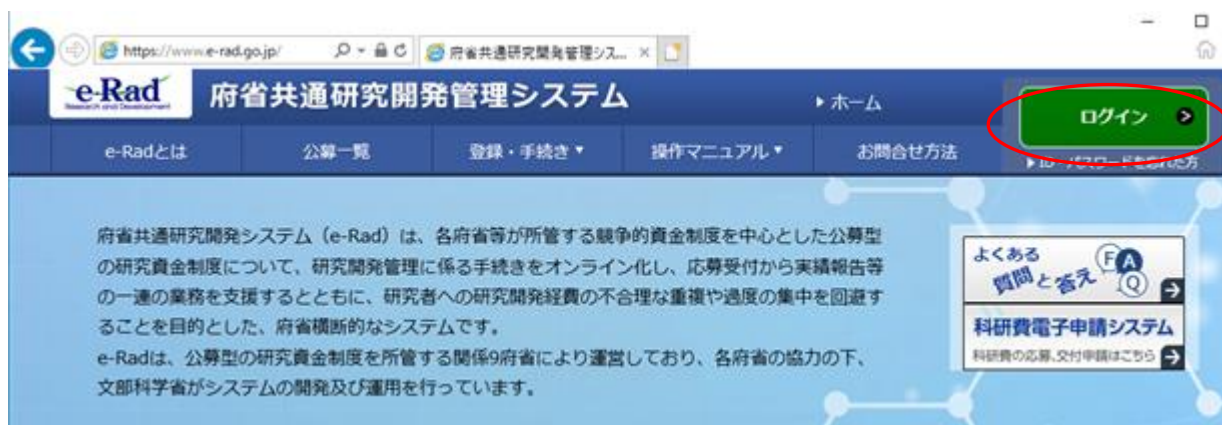 https://www.e-rad.go.jp/
府省共通研究開発管理シス...
e-Rad
Research and Development
府省共通研究開発管理システム
ホーム
ログイン
e-Radとは
公募一覧
登録・手続き▼
操作マニュアル▼
お問合せ方法
ID・パスワードを忘れた方
府省共通研究開発システム（e-Rad）は、各府省等が所管する競争的資金制度を中心とした公募型
の研究資金制度について、研究開発管理に係る手続きをオンライン化し、応募受付から実績報告等
の一連の業務を支援するとともに、研究者への研究開発経費の不合理な重複や過度の集中を回避す
ることを目的とした、府省横断的なシステムです。
e-Radは、公募型の研究資金制度を所管する関係9府省により運営しており、各府省の協力の下、
文部科学省がシステムの開発及び運用を行っています。
よくある
質問と答え
FAQ
科研費電子申請システム
科研費の応募、交付申請はこちら